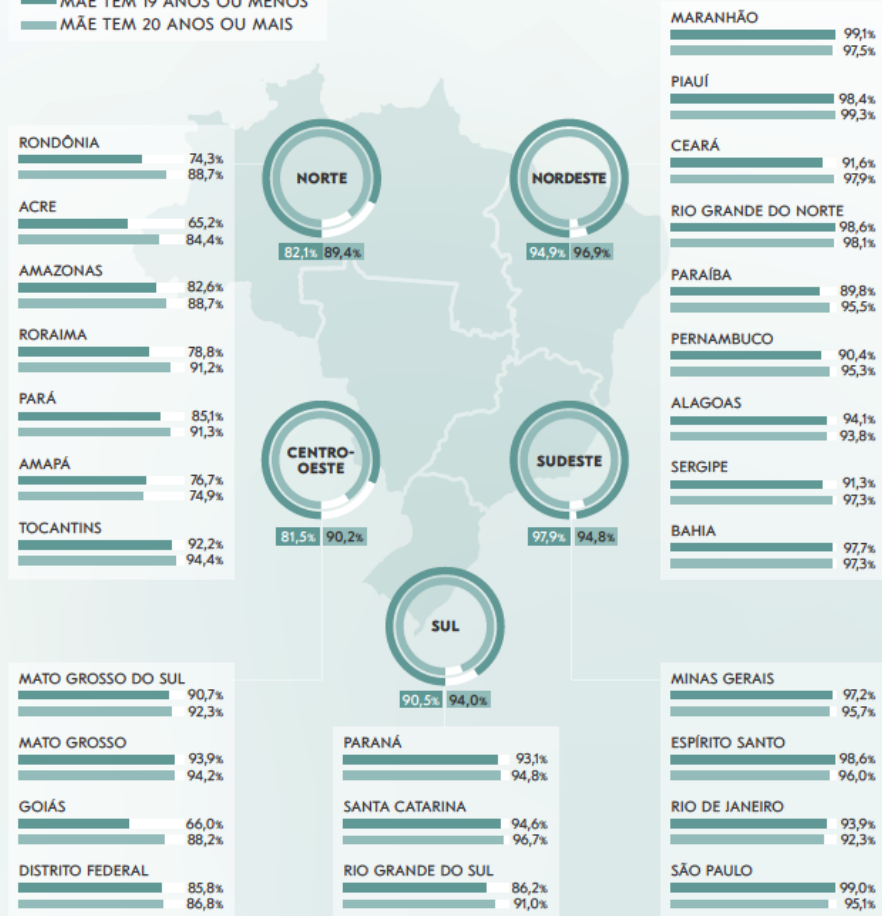 MÃE TEM 19 ANOS OU MENOS
MÃE TEM 20 ANOS OU MAIS
NORTE
82,1% 89,4%
RONDÔNIA
74,3%
88,7%
ACRE
65,2%
84,4%
AMAZONAS
82,6%
88,7%
RORAIMA
78,8%
91,2%
PARÁ
85,1%
91,3%
AMAPÁ
76,7%
74,9%
TOCANTINS
92,2%
94,4%
NORDESTE
94,9% 96,9%
MARANHÃO
99,1%
97,5%
PIAUÍ
98,4%
99,3%
CEARÁ
91,6%
97,9%
RIO GRANDE DO NORTE
98,6%
98,1%
PARAÍBA
89,8%
95,5%
PERNAMBUCO
90,4%
95,3%
ALAGOAS
94,1%
93,8%
SERGIPE
91,3%
97,3%
BAHIA
97,7%
97,3%
CENTRO-
OESTE
81,5% 90,2%
MATO GROSSO DO SUL
90,7%
92,3%
MATO GROSSO
93,9%
94,2%
GOIÁS
66,0%
88,2%
DISTRITO FEDERAL
85,8%
86,8%
SUL
90,5% 94,0%
PARANÁ
93,1%
94,8%
SANTA CATARINA
94,6%
96,7%
RIO GRANDE DO SUL
86,2%
91,0%
SUDESTE
97,9% 94,8%
MINAS GERAIS
97,2%
95,7%
ESPÍRITO SANTO
98,6%
96,0%
RIO DE JANEIRO
93,9%
92,3%
SÃO PAULO
99,0%
95,1%